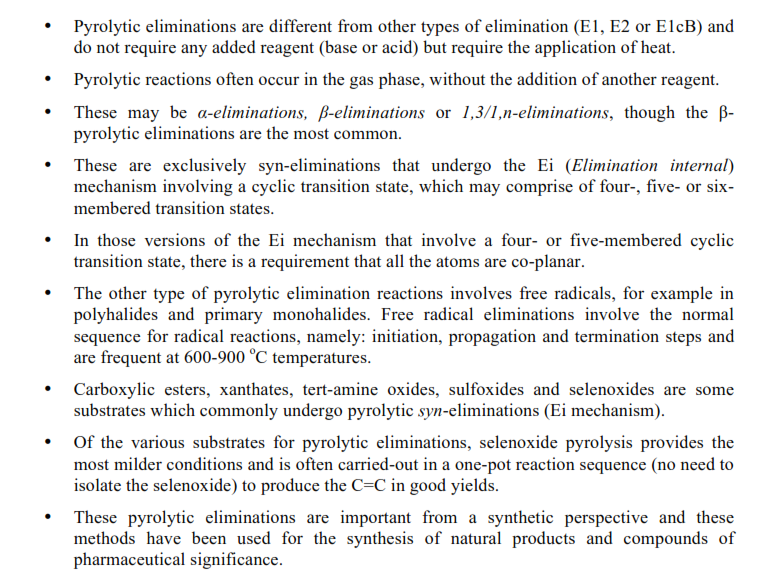 • Pyrolytic eliminations are different from other types of elimination (E1, E2 or E1cB) and
do not require any added reagent (base or acid) but require the application of heat.
• Pyrolytic reactions often occur in the gas phase, without the addition of another reagent.
• These may be α-eliminations, β-eliminations or 1,3/1,n-eliminations, though the β-
pyrolytic eliminations are the most common.
• These are exclusively syn-eliminations that undergo the Ei (Elimination internal)
mechanism involving a cyclic transition state, which may comprise of four-, five- or six-
membered transition states.
• In those versions of the Ei mechanism that involve a four- or five-membered cyclic
transition state, there is a requirement that all the atoms are co-planar.
• The other type of pyrolytic elimination reactions involves free radicals, for example in
polyhalides and primary monohalides. Free radical eliminations involve the normal
sequence for radical reactions, namely: initiation, propagation and termination steps and
are frequent at 600-900 °C temperatures.
• Carboxylic esters, xanthates, tert-amine oxides, sulfoxides and selenoxides are some
substrates which commonly undergo pyrolytic syn-eliminations (Ei mechanism).
• Of the various substrates for pyrolytic eliminations, selenoxide pyrolysis provides the
most milder conditions and is often carried-out in a one-pot reaction sequence (no need to
isolate the selenoxide) to produce the C=C in good yields.
• These pyrolytic eliminations are important from a synthetic perspective and these
methods have been used for the synthesis of natural products and compounds of
pharmaceutical significance.